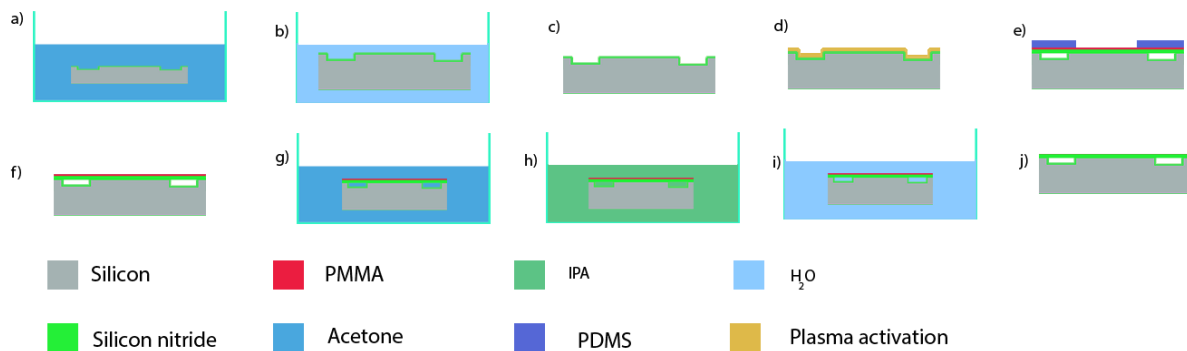 a)
b)
c)
d)
e)
f)
g)
h)
i)
j)
Silicon
PMMA
IPA
H2O
Silicon nitride
Acetone
PDMS
Plasma activation